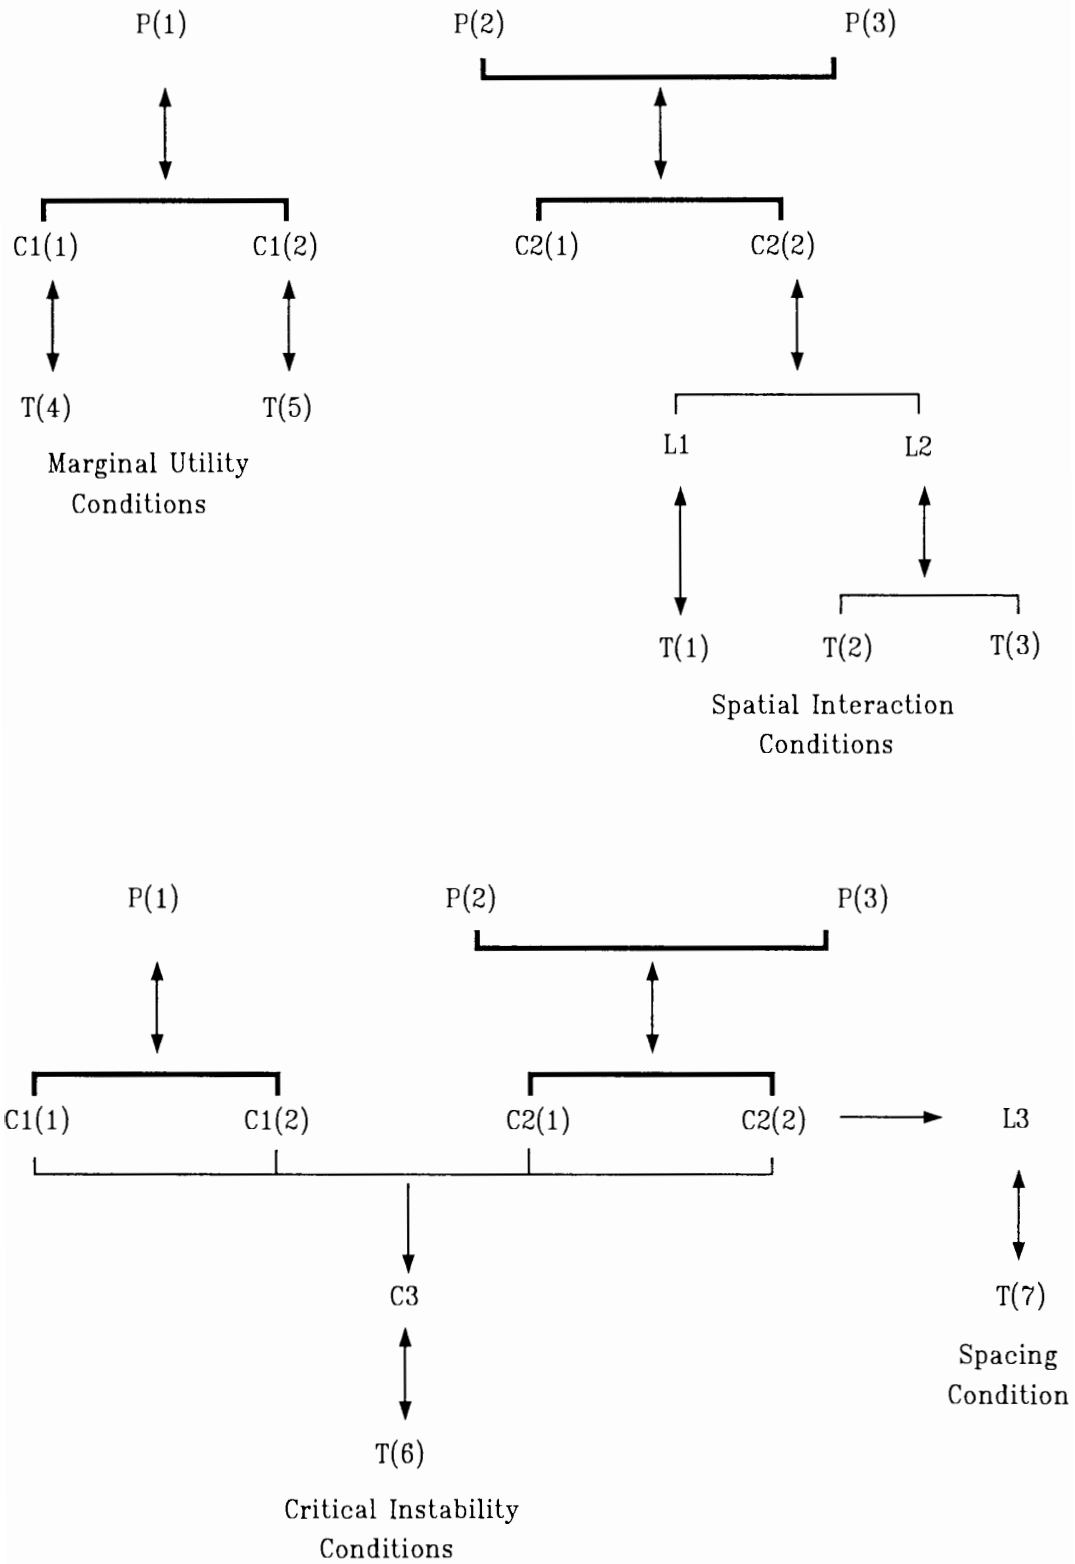 P(1) P(2) P(3)
C1(1) C1(2) C2(1) C2(2)
T(4) T(5)
Marginal Utility
Conditions
L1 L2
T(1) T(2) T(3)
Spatial Interaction
Conditions
P(1) P(2) P(3)
C1(1) C1(2) C2(1) C2(2) L3
C3 T(7)
Spacing
Condition
T(6)
Critical Instability
Conditions